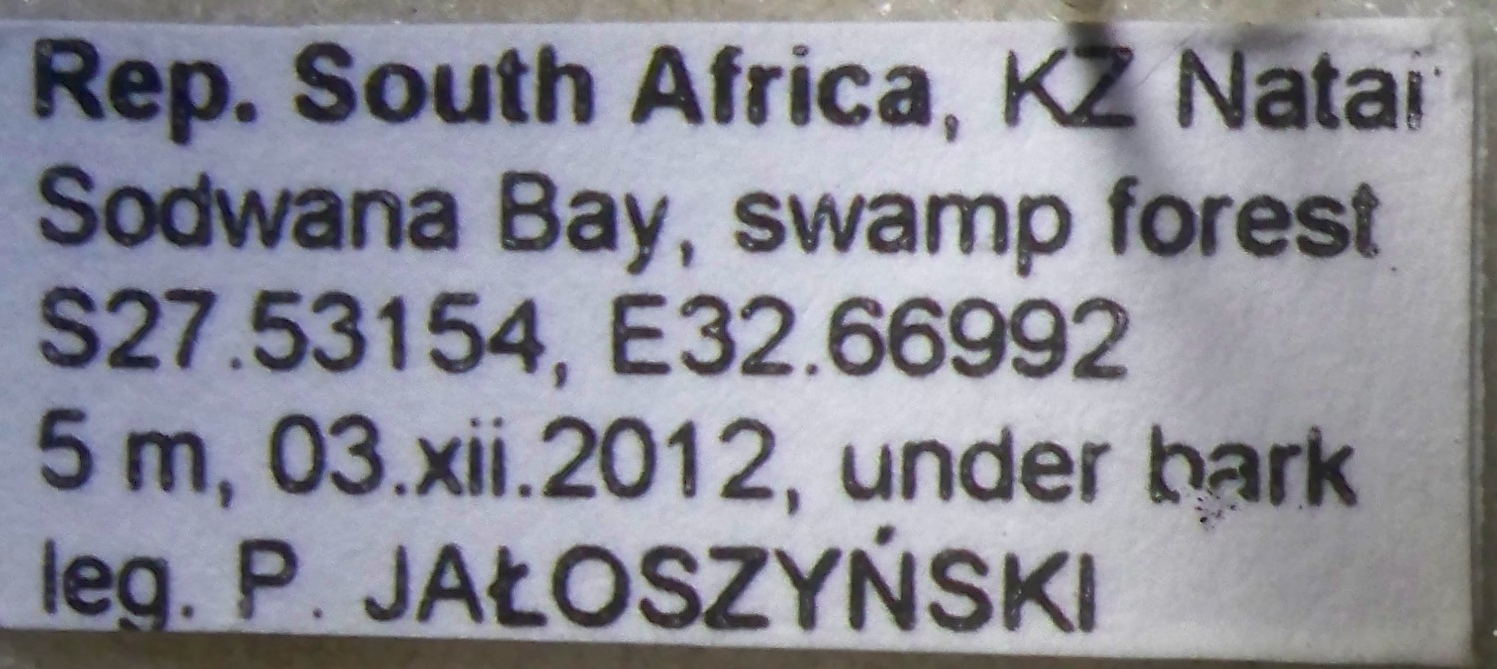 Rep. South Africa, KZ Natal
Sodwana Bay, swamp forest
S27.53154, E32.66992
5 m, 03.xii.2012, under bark
leg. P. JAŁOSZYŃSKI